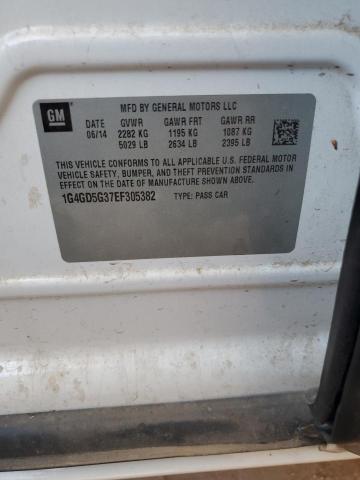 GM
MFD BY GENERAL MOTORS LLC
DATE GVWR GAWR FRT GAWR RR
06/14 2282 KG 1195 KG 1087 KG
5029 LB 2634 LB 2395 LB
THIS VEHICLE CONFORMS TO ALL APPLICABLE U.S. FEDERAL MOTOR
VEHICLE SAFETY, BUMPER, AND THEFT PREVENTION STANDARDS
IN EFFECT ON THE DATE OF MANUFACTURE SHOWN ABOVE.
1G4GD5G37EF305382 TYPE: PASS CAR